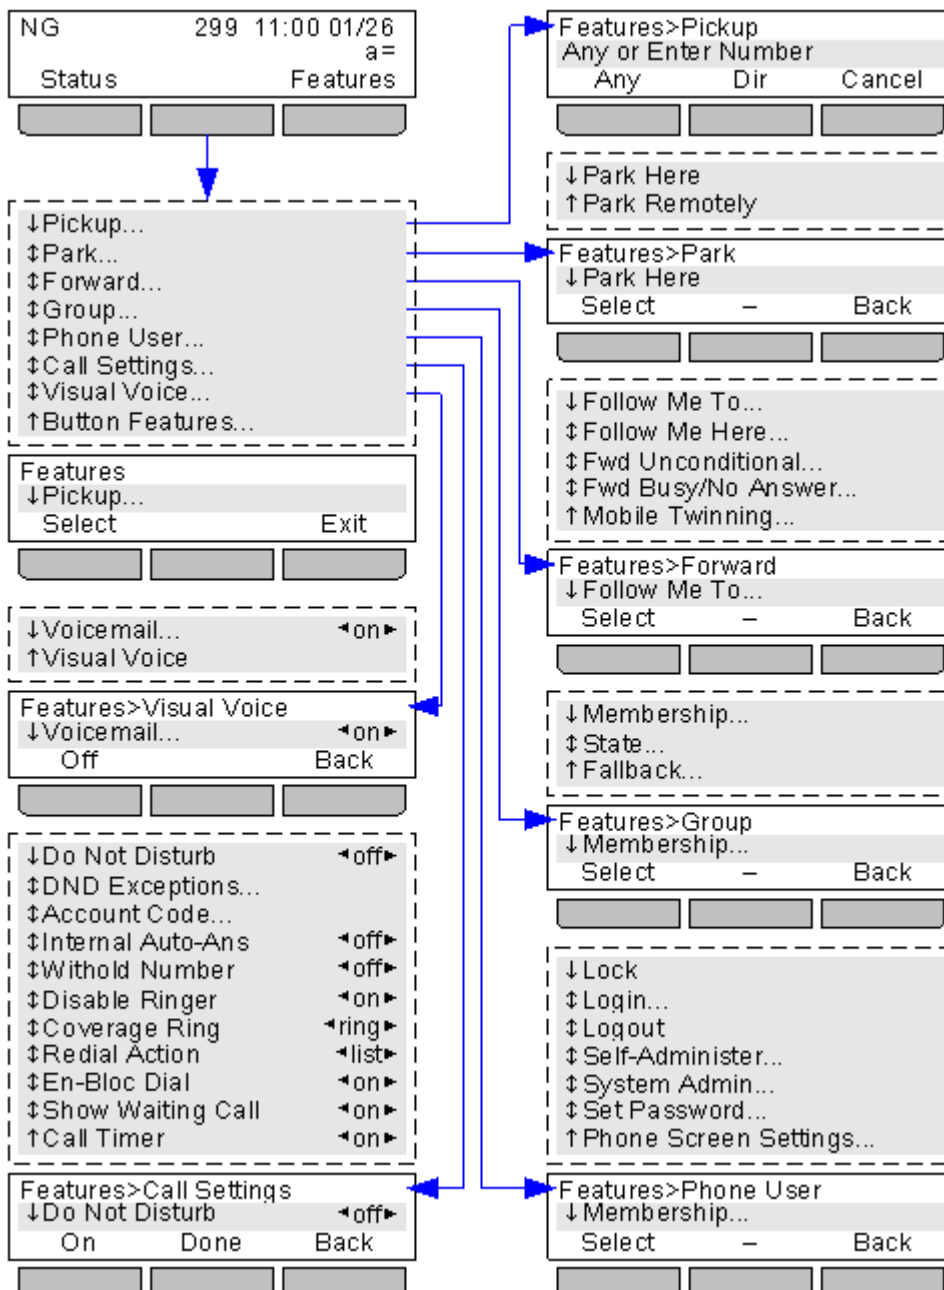 NG 299 11:00 01/26
a=
Status Features
↓Pickup...
↕Park...
↕Forward...
↕Group...
↕Phone User...
↕Call Settings...
↕Visual Voice...
↑Button Features...
Features
↓Pickup...
Select Exit
↓Voicemail... ◂on▸
↑Visual Voice
Features>Visual Voice
↓Voicemail... ◂on▸
Off Back
↓Do Not Disturb ◂off▸
↕DND Exceptions...
↕Account Code...
↕Internal Auto-Ans ◂off▸
↕Withold Number ◂off▸
↕Disable Ringer ◂on▸
↕Coverage Ring ◂ring▸
↕Redial Action ◂list▸
↕En-Bloc Dial ◂on▸
↕Show Waiting Call ◂on▸
↑Call Timer ◂on▸
Features>Call Settings
↓Do Not Disturb ◂off▸
On Done Back
Features>Pickup
Any or Enter Number
Any Dir Cancel
↓Park Here
↑Park Remotely
Features>Park
↓Park Here
Select – Back
↓Follow Me To...
↕Follow Me Here...
↕Fwd Unconditional...
↕Fwd Busy/No Answer...
↑Mobile Twinning...
Features>Forward
↓Follow Me To...
Select – Back
↓Membership...
↕State...
↑Fallback...
Features>Group
↓Membership...
Select – Back
↓Lock
↕Login...
↕Logout
↕Self-Administer...
↕System Admin...
↕Set Password...
↑Phone Screen Settings...
Features>Phone User
↓Membership...
Select – Back